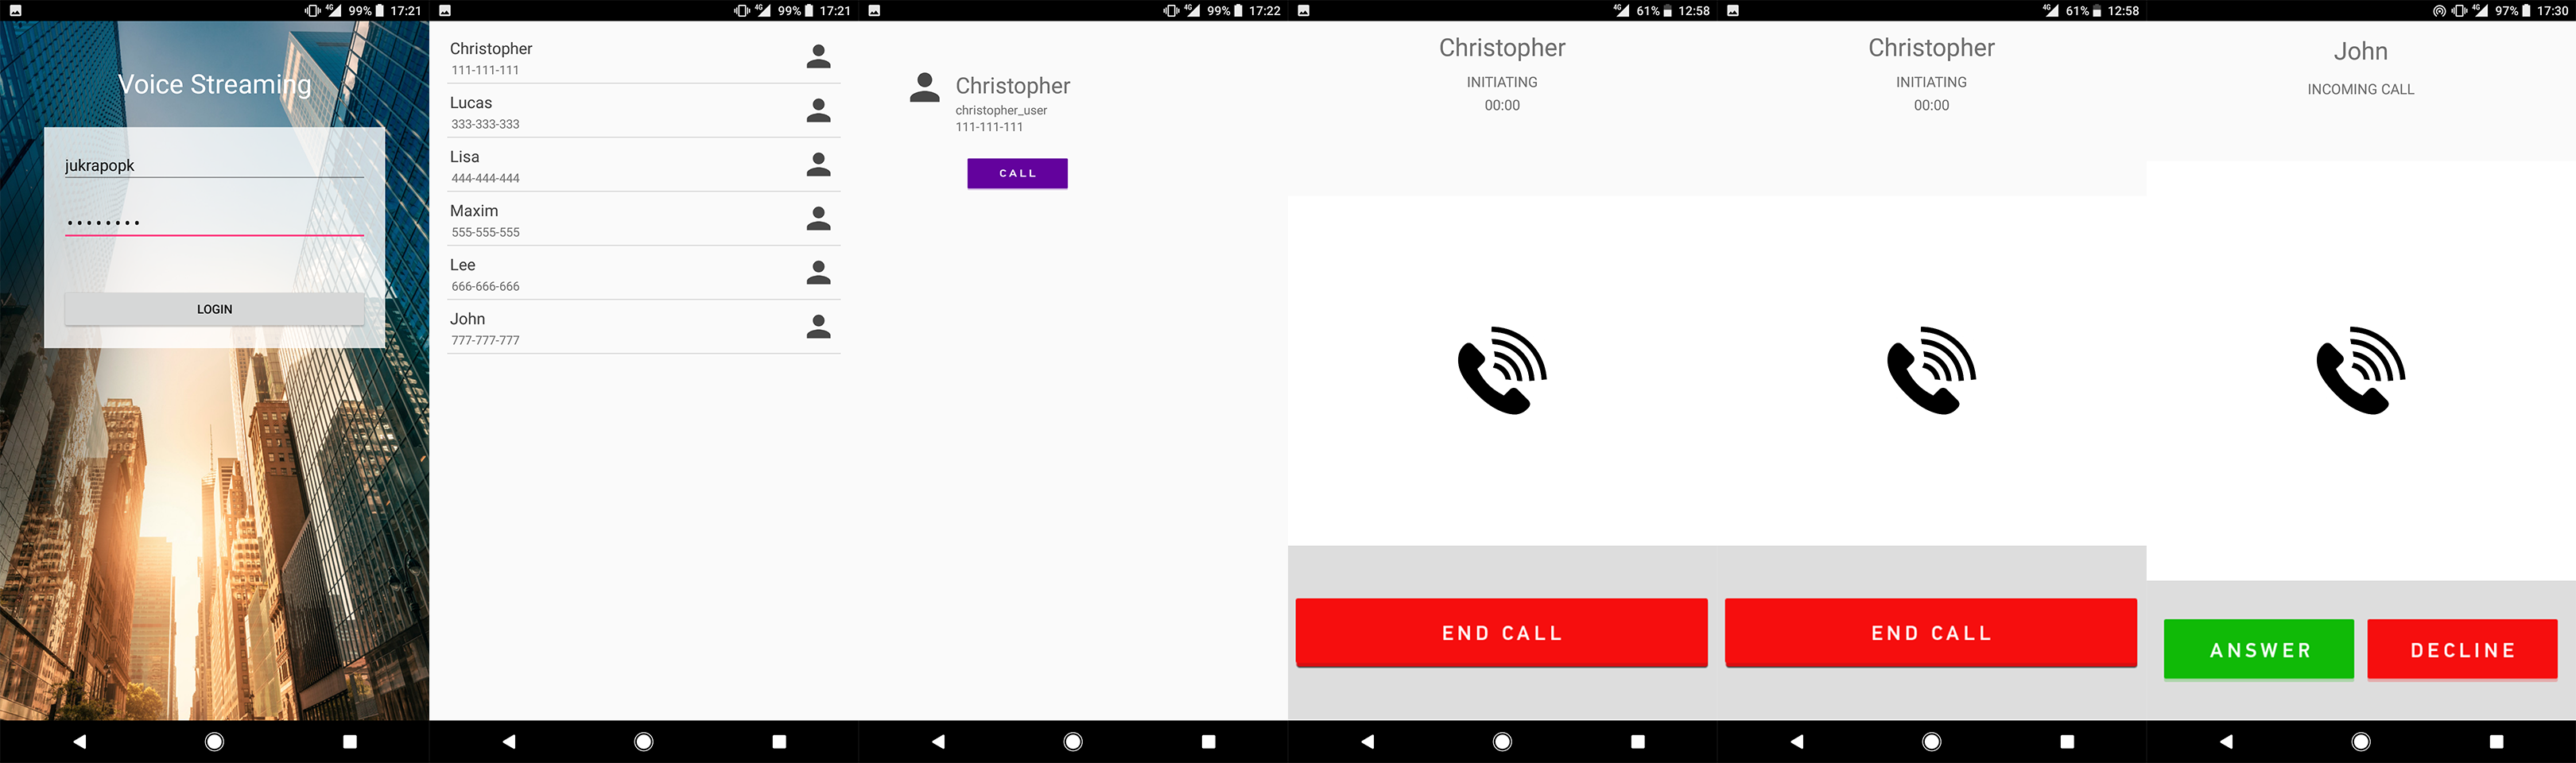 99% 17:21
Voice Streaming
jukrapopk
••••••••
LOGIN
99% 17:21
Christopher
111-111-111
Lucas
333-333-333
Lisa
444-444-444
Maxim
555-555-555
Lee
666-666-666
John
777-777-777
99% 17:22
Christopher
christopher_user
111-111-111
CALL
61% 12:58
Christopher
INITIATING
00:00
END CALL
61% 12:58
Christopher
INITIATING
00:00
END CALL
97% 17:30
John
INCOMING CALL
ANSWER
DECLINE